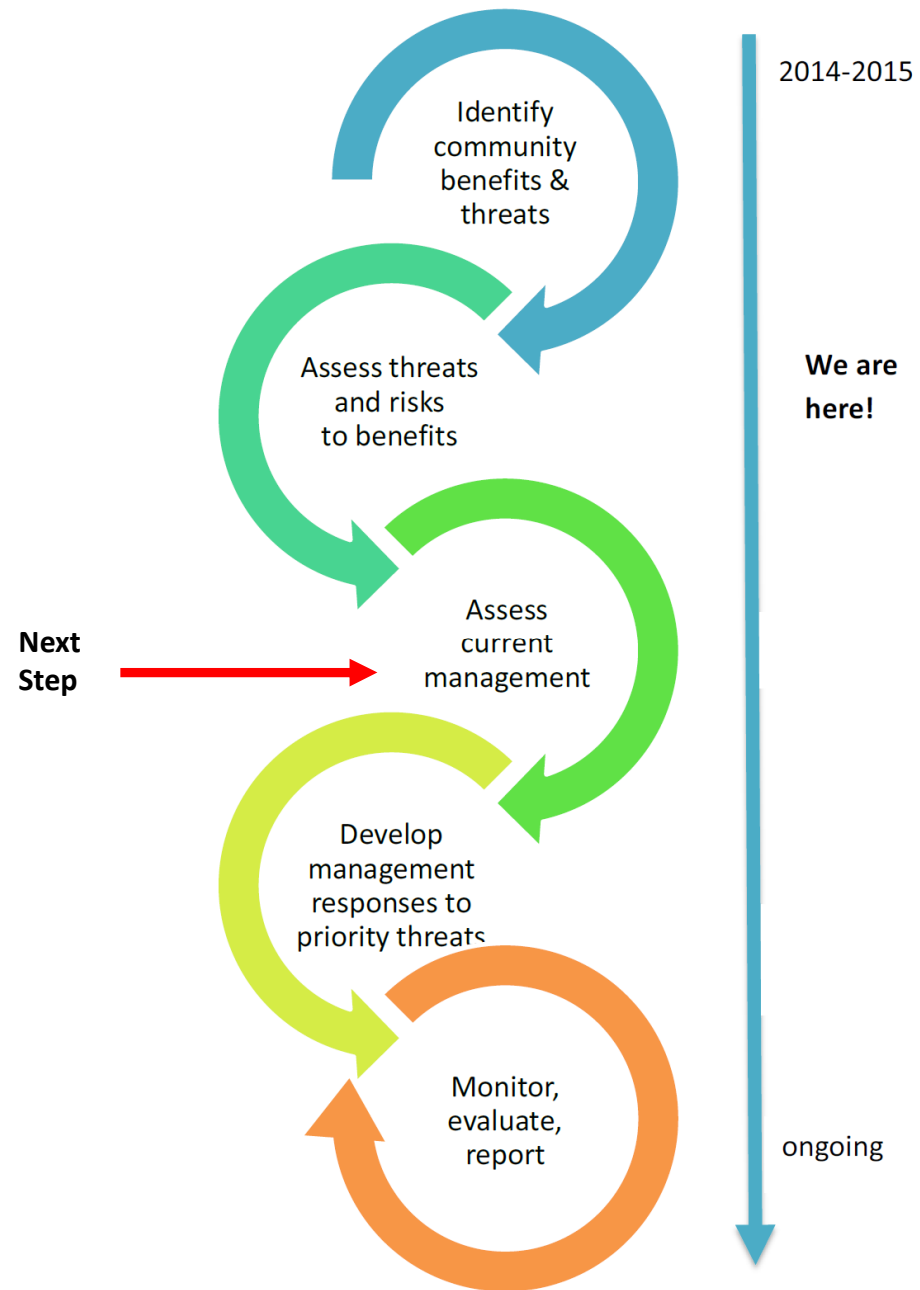 2014-2015
Identify
community
benefits &
threats
We are
here!
Assess threats
and risks
to benefits
Assess
current
management
Next
Step
Develop
management
responses to
priority threats
Monitor,
evaluate,
report
ongoing